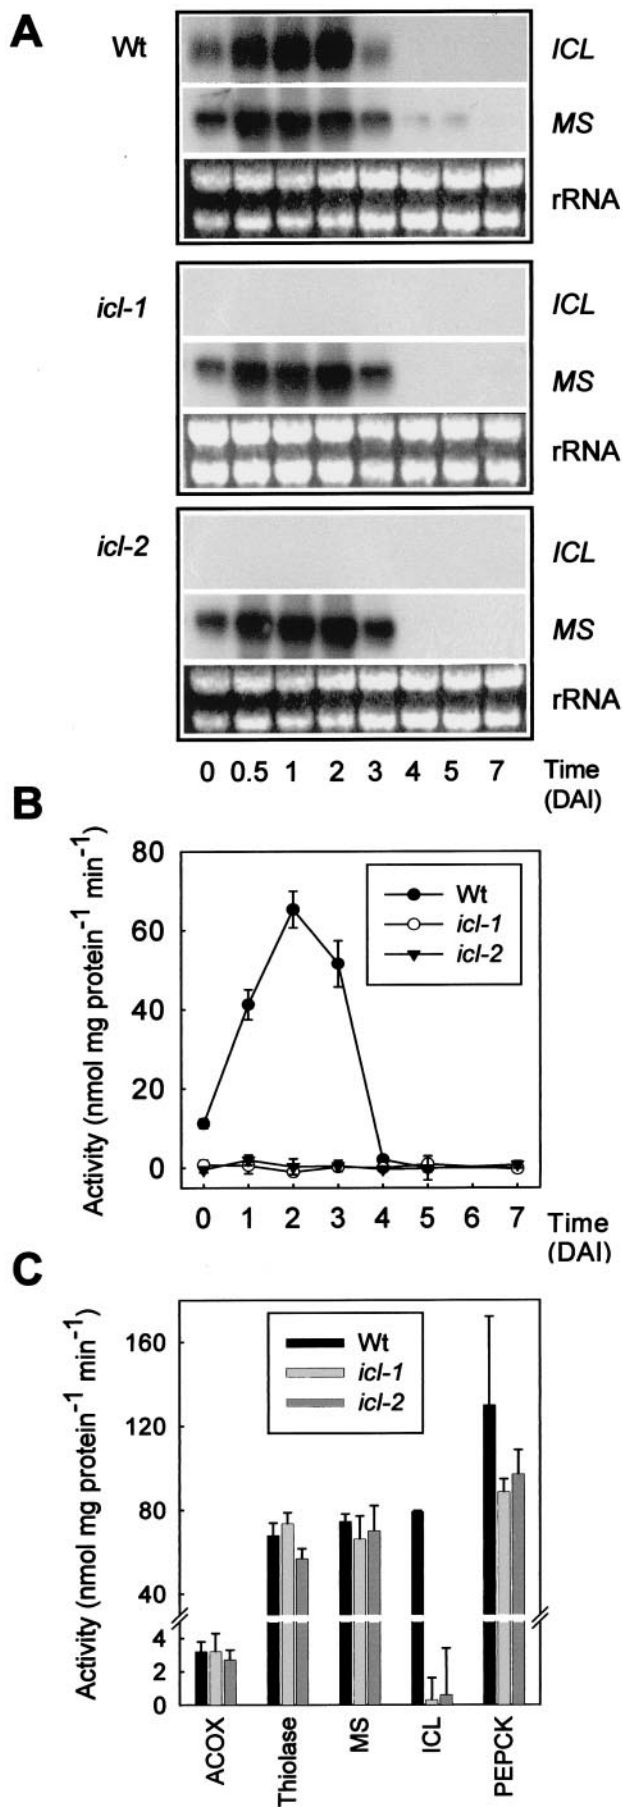 A
Wt
ICL
MS
rRNA
icl-1
ICL
MS
rRNA
icl-2
ICL
MS
rRNA
0 0.5 1 2 3 4 5 7 Time (DAI)
B
Activity (nmol mg protein⁻¹ min⁻¹)
80
60
40
20
0
Wt
icl-1
icl-2
0 1 2 3 4 5 6 7 Time (DAI)
C
Activity (nmol mg protein⁻¹ min⁻¹)
160
120
80
40
4
2
0
Wt
icl-1
icl-2
ACOX
Thiolase
MS
ICL
PEPCK